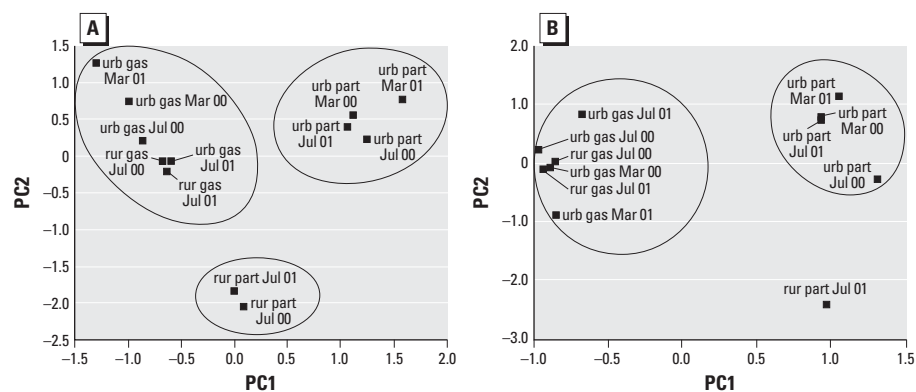 A
PC2
1.5
1.0
0.5
0
−0.5
−1.0
−1.5
−2.0
−2.5
urb gas
Mar 01
urb gas Mar 00
urb gas Jul 00
rur gas
Jul 00
urb gas
Jul 01
rur gas
Jul 01
urb part
Mar 00
urb part
Mar 01
urb part
Jul 01
urb part
Jul 00
rur part Jul 01
rur part
Jul 00
−1.5
−1.0
−0.5
0.0
0.5
1.0
1.5
2.0
PC1
B
PC2
2.0
1.0
0
−1.0
−2.0
−3.0
urb gas Jul 01
urb gas Jul 00
rur gas Jul 00
urb gas Mar 00
rur gas Jul 01
urb gas Mar 01
urb part
Mar 01
urb part
Mar 00
urb part
Jul 01
urb part
Jul 00
rur part Jul 01
−1.0
−0.5
0.0
0.5
1.0
1.5
PC1